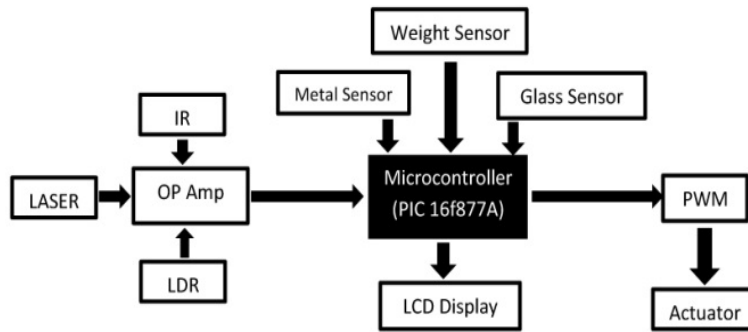 Weight Sensor
Metal Sensor
Glass Sensor
IR
LASER
OP Amp
Microcontroller
(PIC 16f877A)
PWM
LDR
LCD Display
Actuator